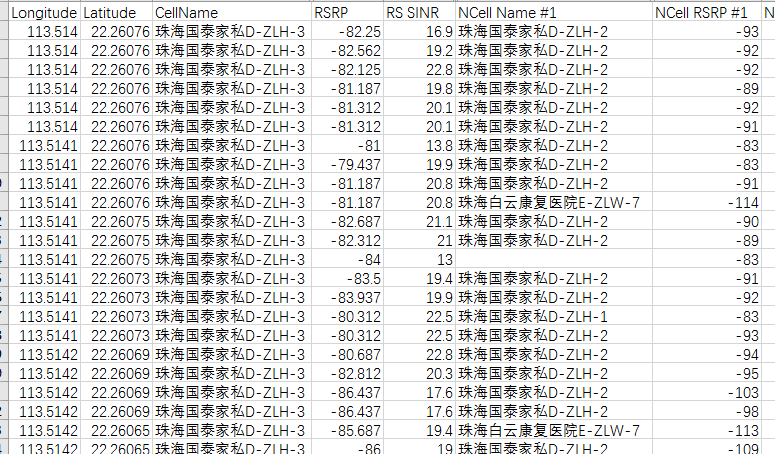 Longitude Latitude CellName RSRP RS SINR NCell Name #1 NCell RSRP #1 N
113.514 22.26076 珠海国泰家私D-ZLH-3 -82.25 16.9 珠海国泰家私D-ZLH-2 -93
113.514 22.26076 珠海国泰家私D-ZLH-3 -82.562 19.2 珠海国泰家私D-ZLH-2 -92
113.514 22.26076 珠海国泰家私D-ZLH-3 -82.125 22.8 珠海国泰家私D-ZLH-2 -92
113.514 22.26076 珠海国泰家私D-ZLH-3 -81.187 19.8 珠海国泰家私D-ZLH-2 -89
113.514 22.26076 珠海国泰家私D-ZLH-3 -81.312 20.1 珠海国泰家私D-ZLH-2 -92
113.514 22.26076 珠海国泰家私D-ZLH-3 -81.312 20.1 珠海国泰家私D-ZLH-2 -91
113.5141 22.26076 珠海国泰家私D-ZLH-3 -81 13.8 珠海国泰家私D-ZLH-2 -83
113.5141 22.26076 珠海国泰家私D-ZLH-3 -79.437 19.9 珠海国泰家私D-ZLH-2 -83
113.5141 22.26076 珠海国泰家私D-ZLH-3 -81.187 20.8 珠海国泰家私D-ZLH-2 -91
113.5141 22.26076 珠海国泰家私D-ZLH-3 -81.187 20.8 珠海白云康复医院E-ZLW-7 -114
113.5141 22.26075 珠海国泰家私D-ZLH-3 -82.687 21.1 珠海国泰家私D-ZLH-2 -90
113.5141 22.26075 珠海国泰家私D-ZLH-3 -82.312 21 珠海国泰家私D-ZLH-2 -89
113.5141 22.26075 珠海国泰家私D-ZLH-3 -84 13 -83
113.5141 22.26073 珠海国泰家私D-ZLH-3 -83.5 19.4 珠海国泰家私D-ZLH-2 -91
113.5141 22.26073 珠海国泰家私D-ZLH-3 -83.937 19.9 珠海国泰家私D-ZLH-2 -92
113.5141 22.26073 珠海国泰家私D-ZLH-3 -80.312 22.5 珠海国泰家私D-ZLH-1 -83
113.5141 22.26073 珠海国泰家私D-ZLH-3 -80.312 22.5 珠海国泰家私D-ZLH-2 -93
113.5142 22.26069 珠海国泰家私D-ZLH-3 -80.687 22.8 珠海国泰家私D-ZLH-2 -94
113.5142 22.26069 珠海国泰家私D-ZLH-3 -82.812 20.3 珠海国泰家私D-ZLH-2 -95
113.5142 22.26069 珠海国泰家私D-ZLH-3 -86.437 17.6 珠海国泰家私D-ZLH-2 -103
113.5142 22.26069 珠海国泰家私D-ZLH-3 -86.437 17.6 珠海国泰家私D-ZLH-2 -98
113.5142 22.26065 珠海国泰家私D-ZLH-3 -85.687 19.4 珠海白云康复医院E-ZLW-7 -113
113.5142 22.26065 珠海国泰家私D-ZLH-3 -86 19 珠海国泰家私D-ZLH-2 -109